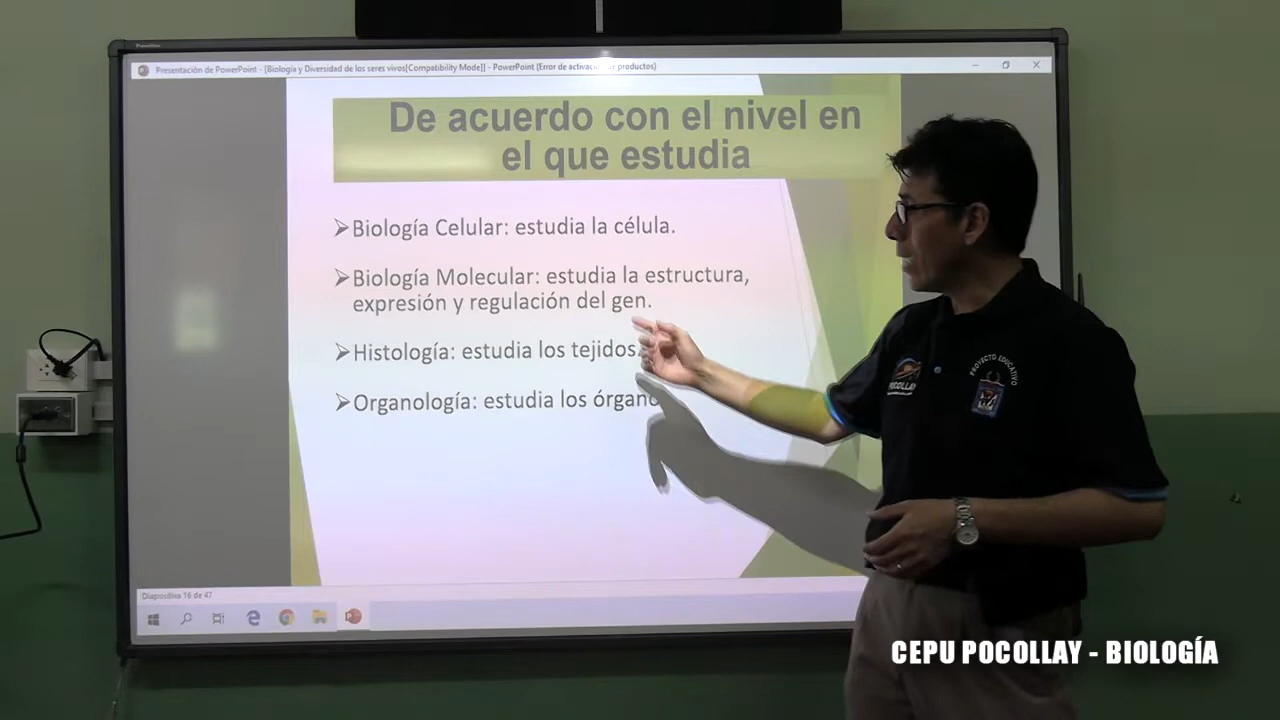 Presentación de PowerPoint - [Biología y Diversidad de los seres vivos[Compatibility Mode]] - PowerPoint (Error de activación productos)
De acuerdo con el nivel en
el que estudia
➢Biología Celular: estudia la célula.
➢Biología Molecular: estudia la estructura,
expresión y regulación del gen.
➢Histología: estudia los tejidos.
➢Organología: estudia los órgano
Diapositiva 16 de 47
POCOLLAY
PROYECTO EDUCATIVO
CEPU POCOLLAY - BIOLOGÍA